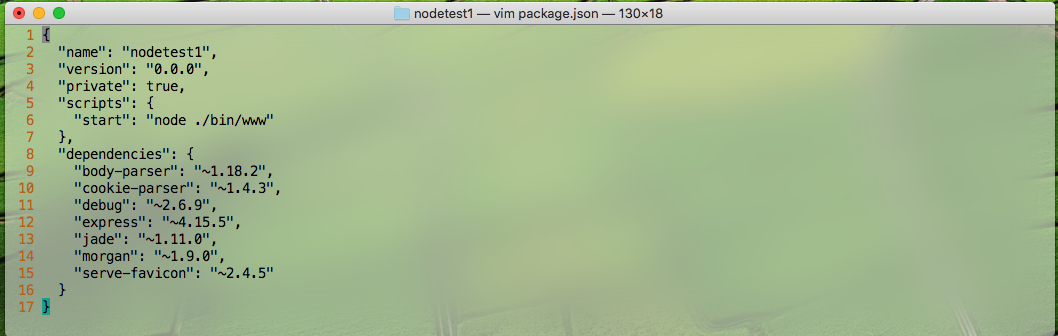 nodetest1 — vim package.json — 130×18
1 {
2   "name": "nodetest1",
3   "version": "0.0.0",
4   "private": true,
5   "scripts": {
6     "start": "node ./bin/www"
7   },
8   "dependencies": {
9     "body-parser": "~1.18.2",
10     "cookie-parser": "~1.4.3",
11     "debug": "~2.6.9",
12     "express": "~4.15.5",
13     "jade": "~1.11.0",
14     "morgan": "~1.9.0",
15     "serve-favicon": "~2.4.5"
16   }
17 }